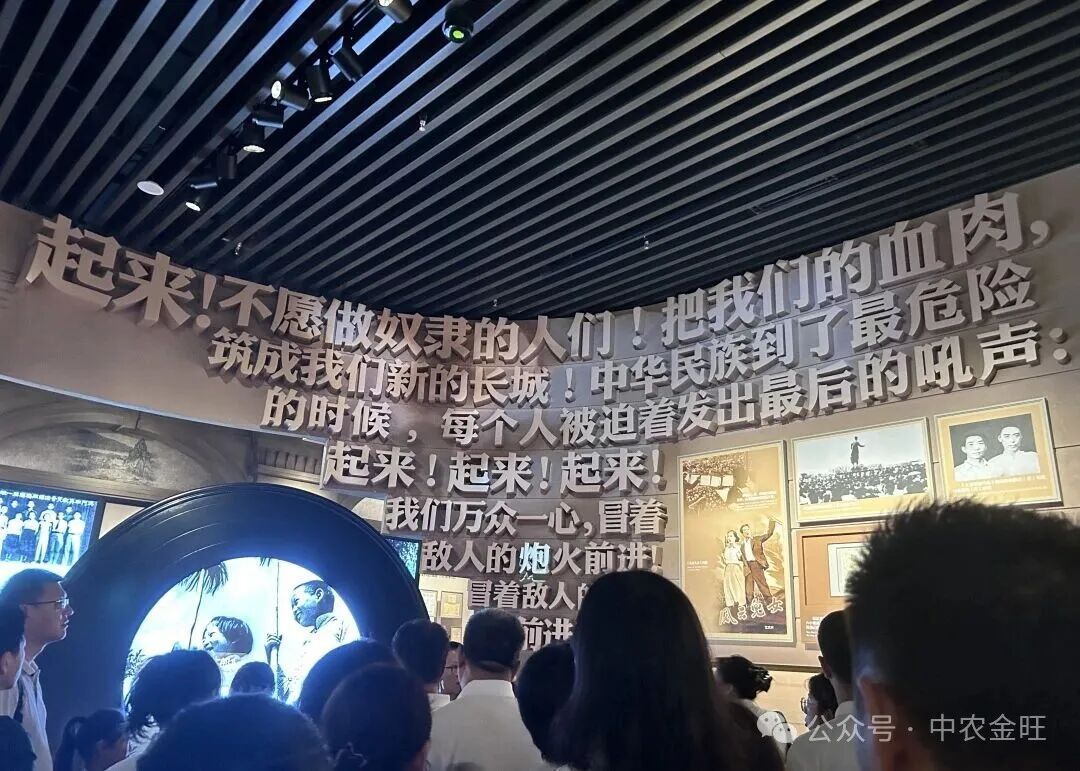 起来!不愿做奴隶的人们!把我们的血肉,
筑成我们新的长城!中华民族到了最危险
的时候，每个人被迫着发出最后的吼声:
起来!起来!起来!
我们万众一心,冒着
敌人的炮火前进!
冒着敌人的
前进
风云儿女
公众号 · 中农金旺